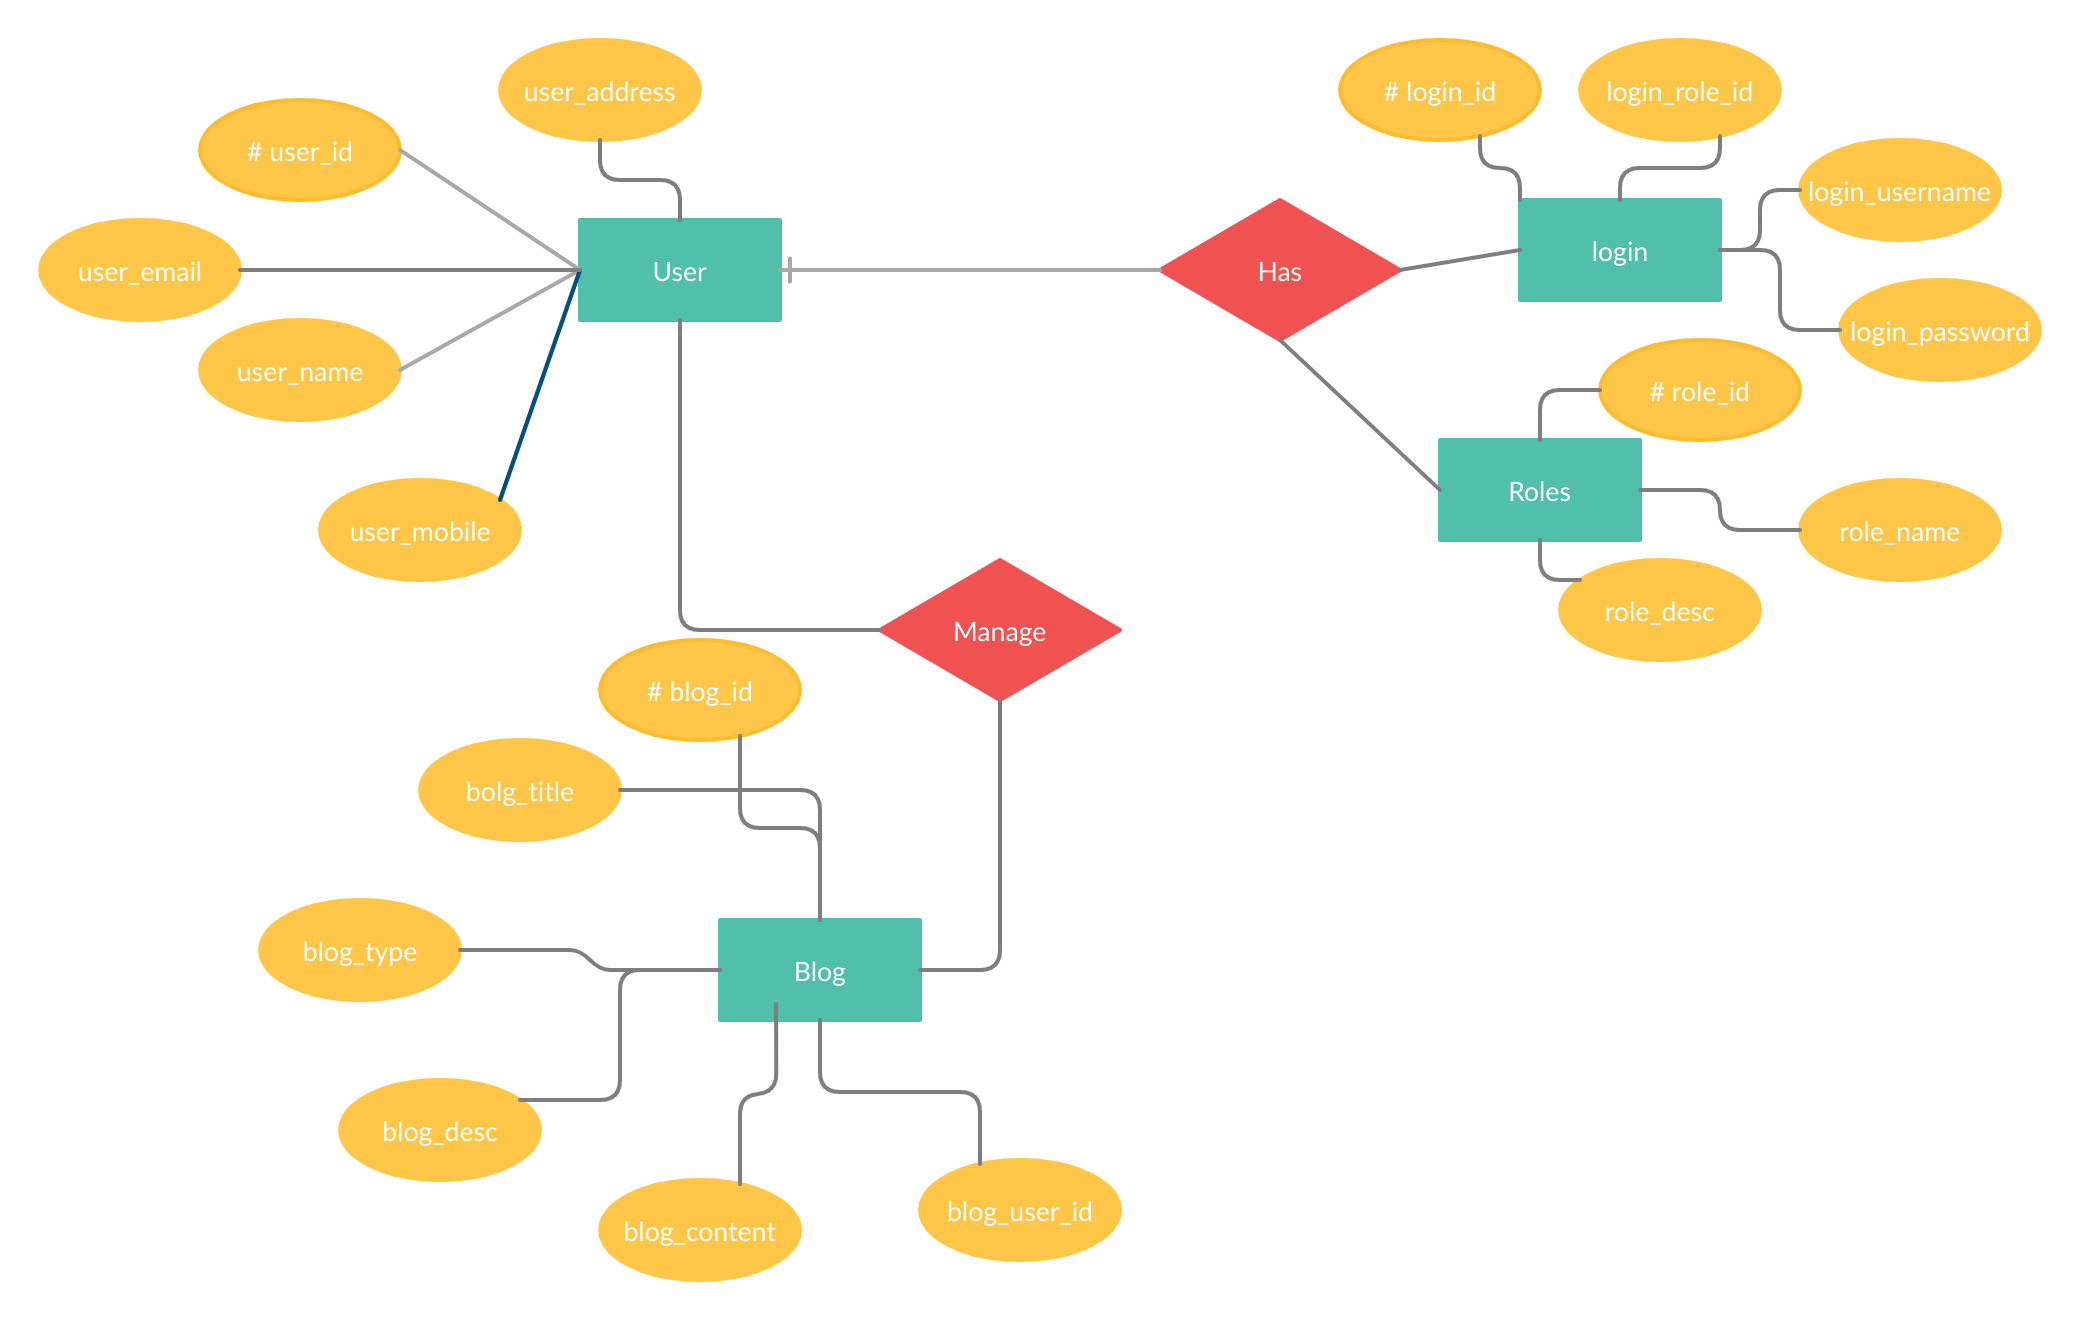 user_address
# login_id
login_role_id
# user_id
login_username
user_email
User
Has
login
user_name
login_password
# role_id
Roles
user_mobile
role_name
Manage
role_desc
# blog_id
bolg_title
blog_type
Blog
blog_desc
blog_content
blog_user_id